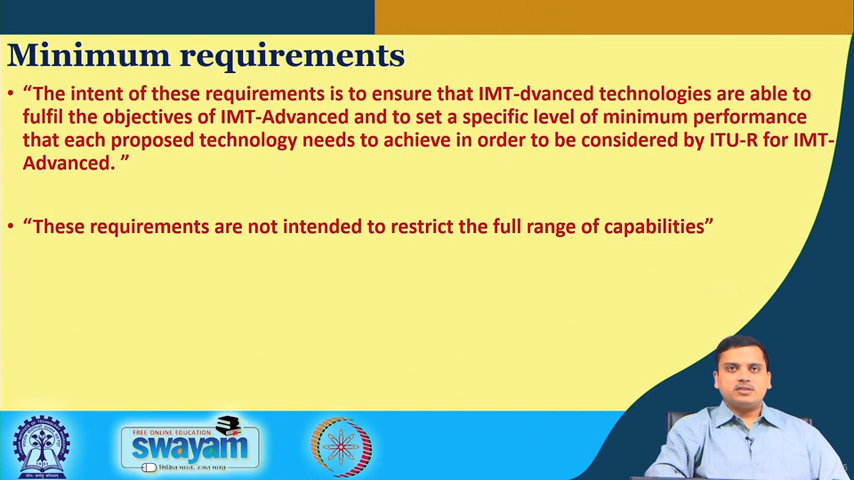 Minimum requirements
• “The intent of these requirements is to ensure that IMT-dvanced technologies are able to
fulfil the objectives of IMT-Advanced and to set a specific level of minimum performance
that each proposed technology needs to achieve in order to be considered by ITU-R for IMT-
Advanced. ”
• “These requirements are not intended to restrict the full range of capabilities”
FREE ONLINE EDUCATION
swayam